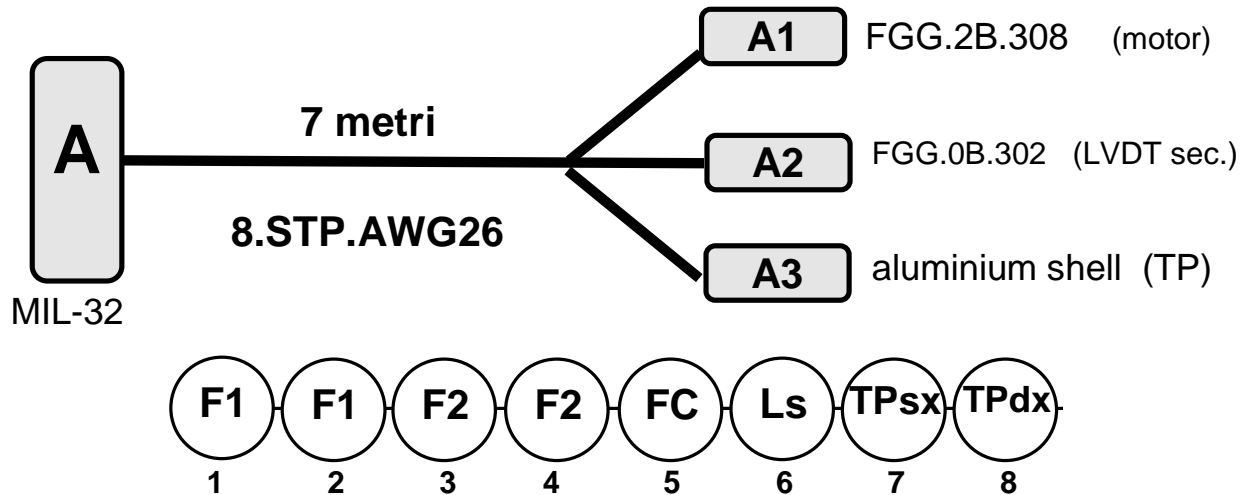 A
MIL-32
7 metri
8.STP.AWG26
A1 FGG.2B.308 (motor)
A2 FGG.0B.302 (LVDT sec.)
A3 aluminium shell (TP)
F1 F1 F2 F2 FC Ls TPsx TPdx
1 2 3 4 5 6 7 8